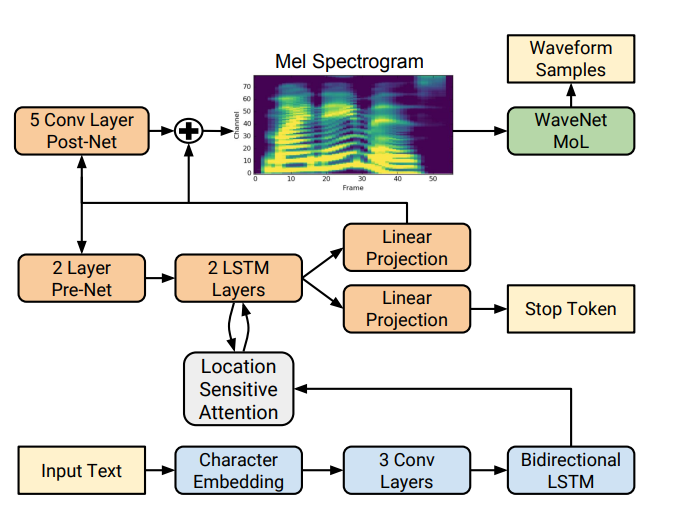 Waveform
Samples
Mel Spectrogram
5 Conv Layer
Post-Net
WaveNet
MoL
Channel
70
60
50
40
30
20
10
0
0 10 20 30 40 50
Frame
2 Layer
Pre-Net
2 LSTM
Layers
Linear
Projection
Linear
Projection
Stop Token
Location
Sensitive
Attention
Input Text
Character
Embedding
3 Conv
Layers
Bidirectional
LSTM